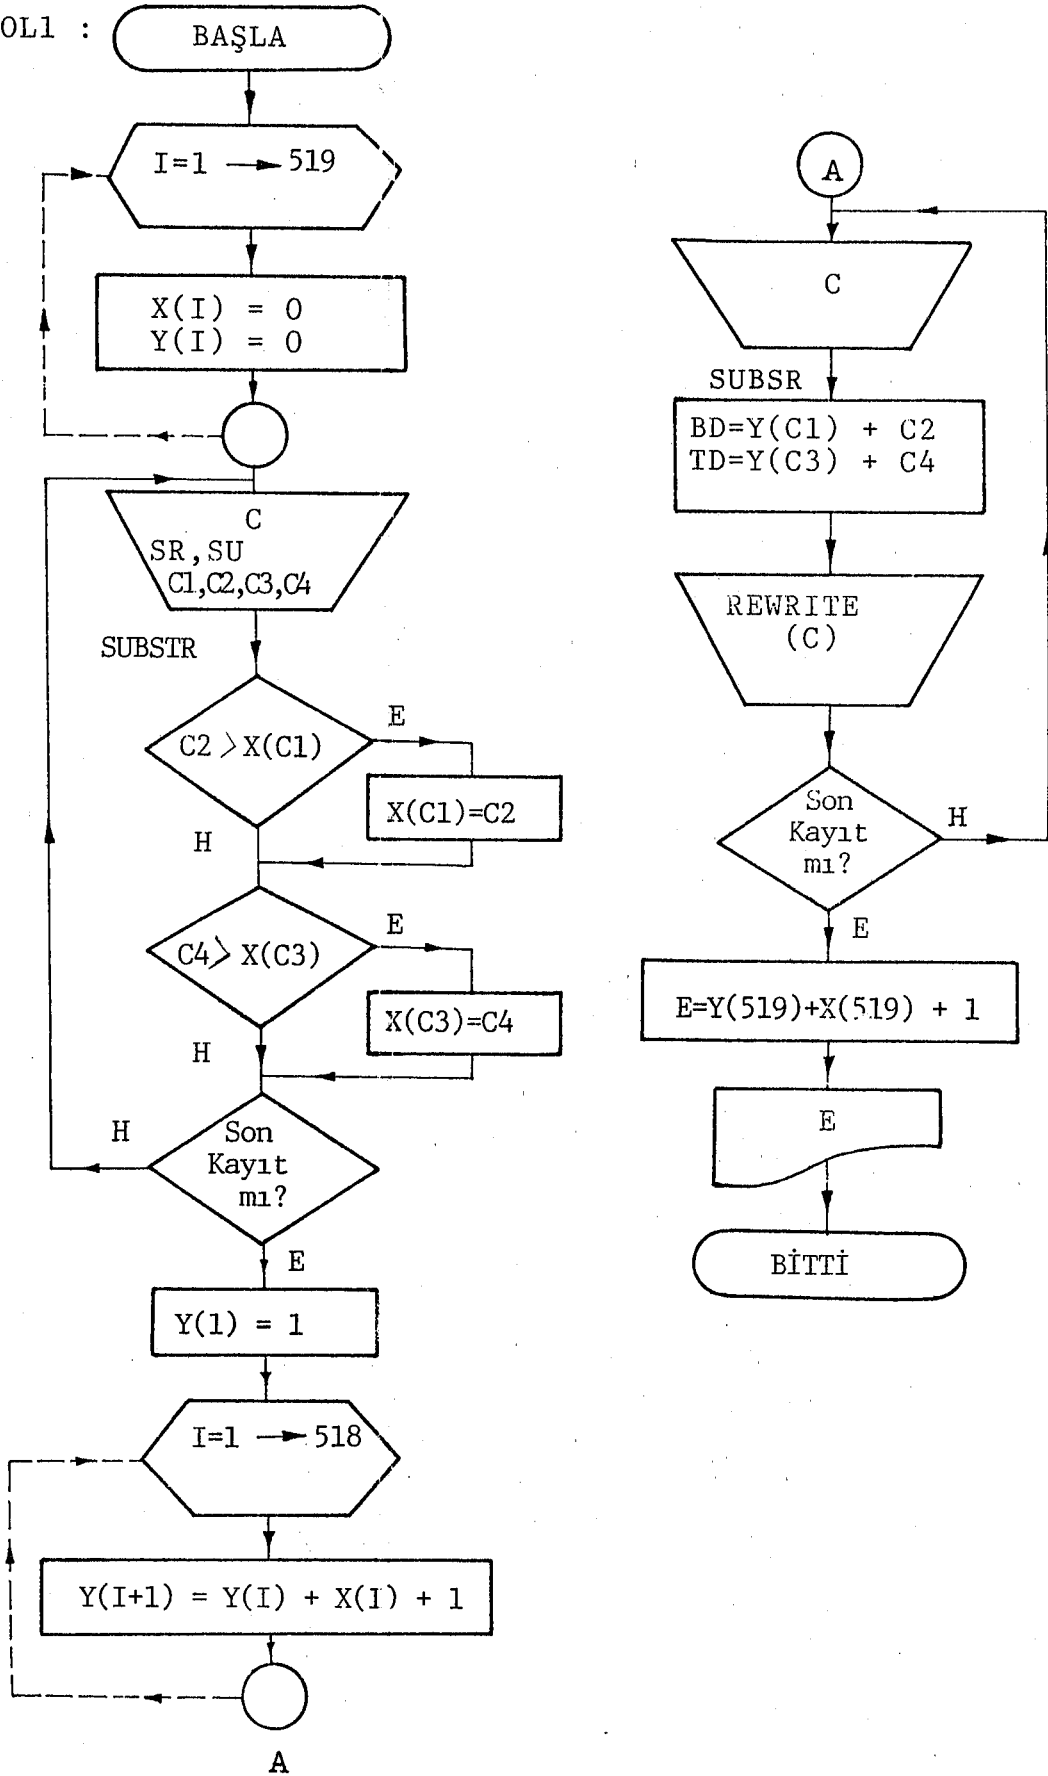 OL1 :
BAŞLA
I=1 → 519
X(I) = 0
Y(I) = 0
C
SR,SU
C1,C2,C3,C4
SUBSTR
C2 > X(C1)
E
X(C1)=C2
H
C4> X(C3)
E
X(C3)=C4
H
Son
Kayıt
mı?
H
E
Y(1) = 1
I=1 → 518
Y(I+1) = Y(I) + X(I) + 1
A
A
C
SUBSR
BD=Y(C1) + C2
TD=Y(C3) + C4
REWRITE
(C)
Son
Kayıt
mı?
H
E
E=Y(519)+X(519) + 1
E
BİTTİ